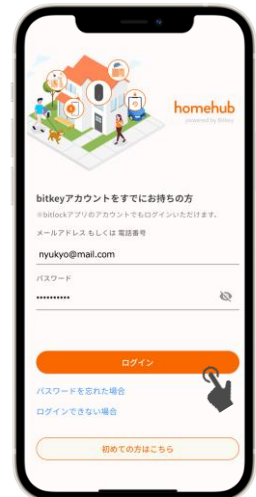 homehub
powered by Bitkey
bitkeyアカウントをすでにお持ちの方
※bitlockアプリのアカウントでもログインいただけます。
メールアドレス もしくは 電話番号
nyukyo@mail.com
パスワード
••••••••••
ログイン
パスワードを忘れた場合
ログインできない場合
初めての方はこちら